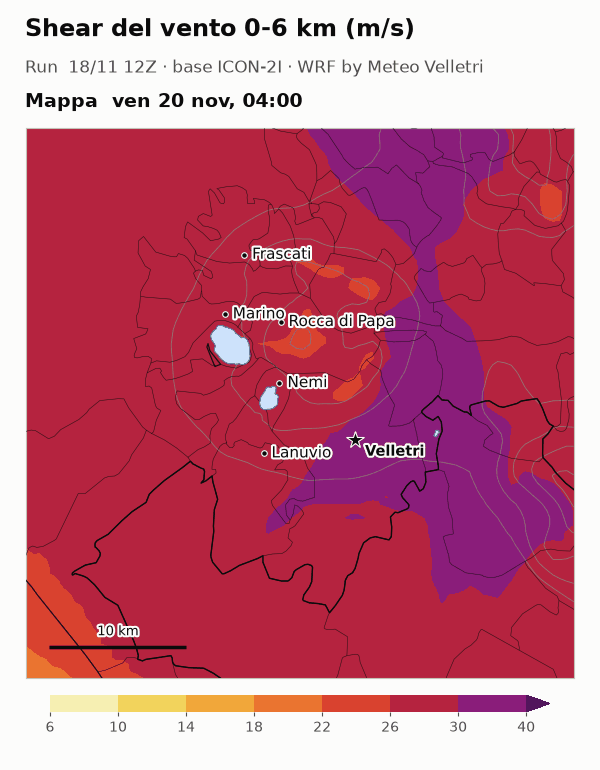 Shear del vento 0-6 km (m/s)
Run  18/11 12Z · base ICON-2I · WRF by Meteo Velletri
Mappa  ven 20 nov, 04:00
Frascati
Marino
Rocca di Papa
Nemi
Lanuvio
Velletri
10 km
6 10 14 18 22 26 30 40